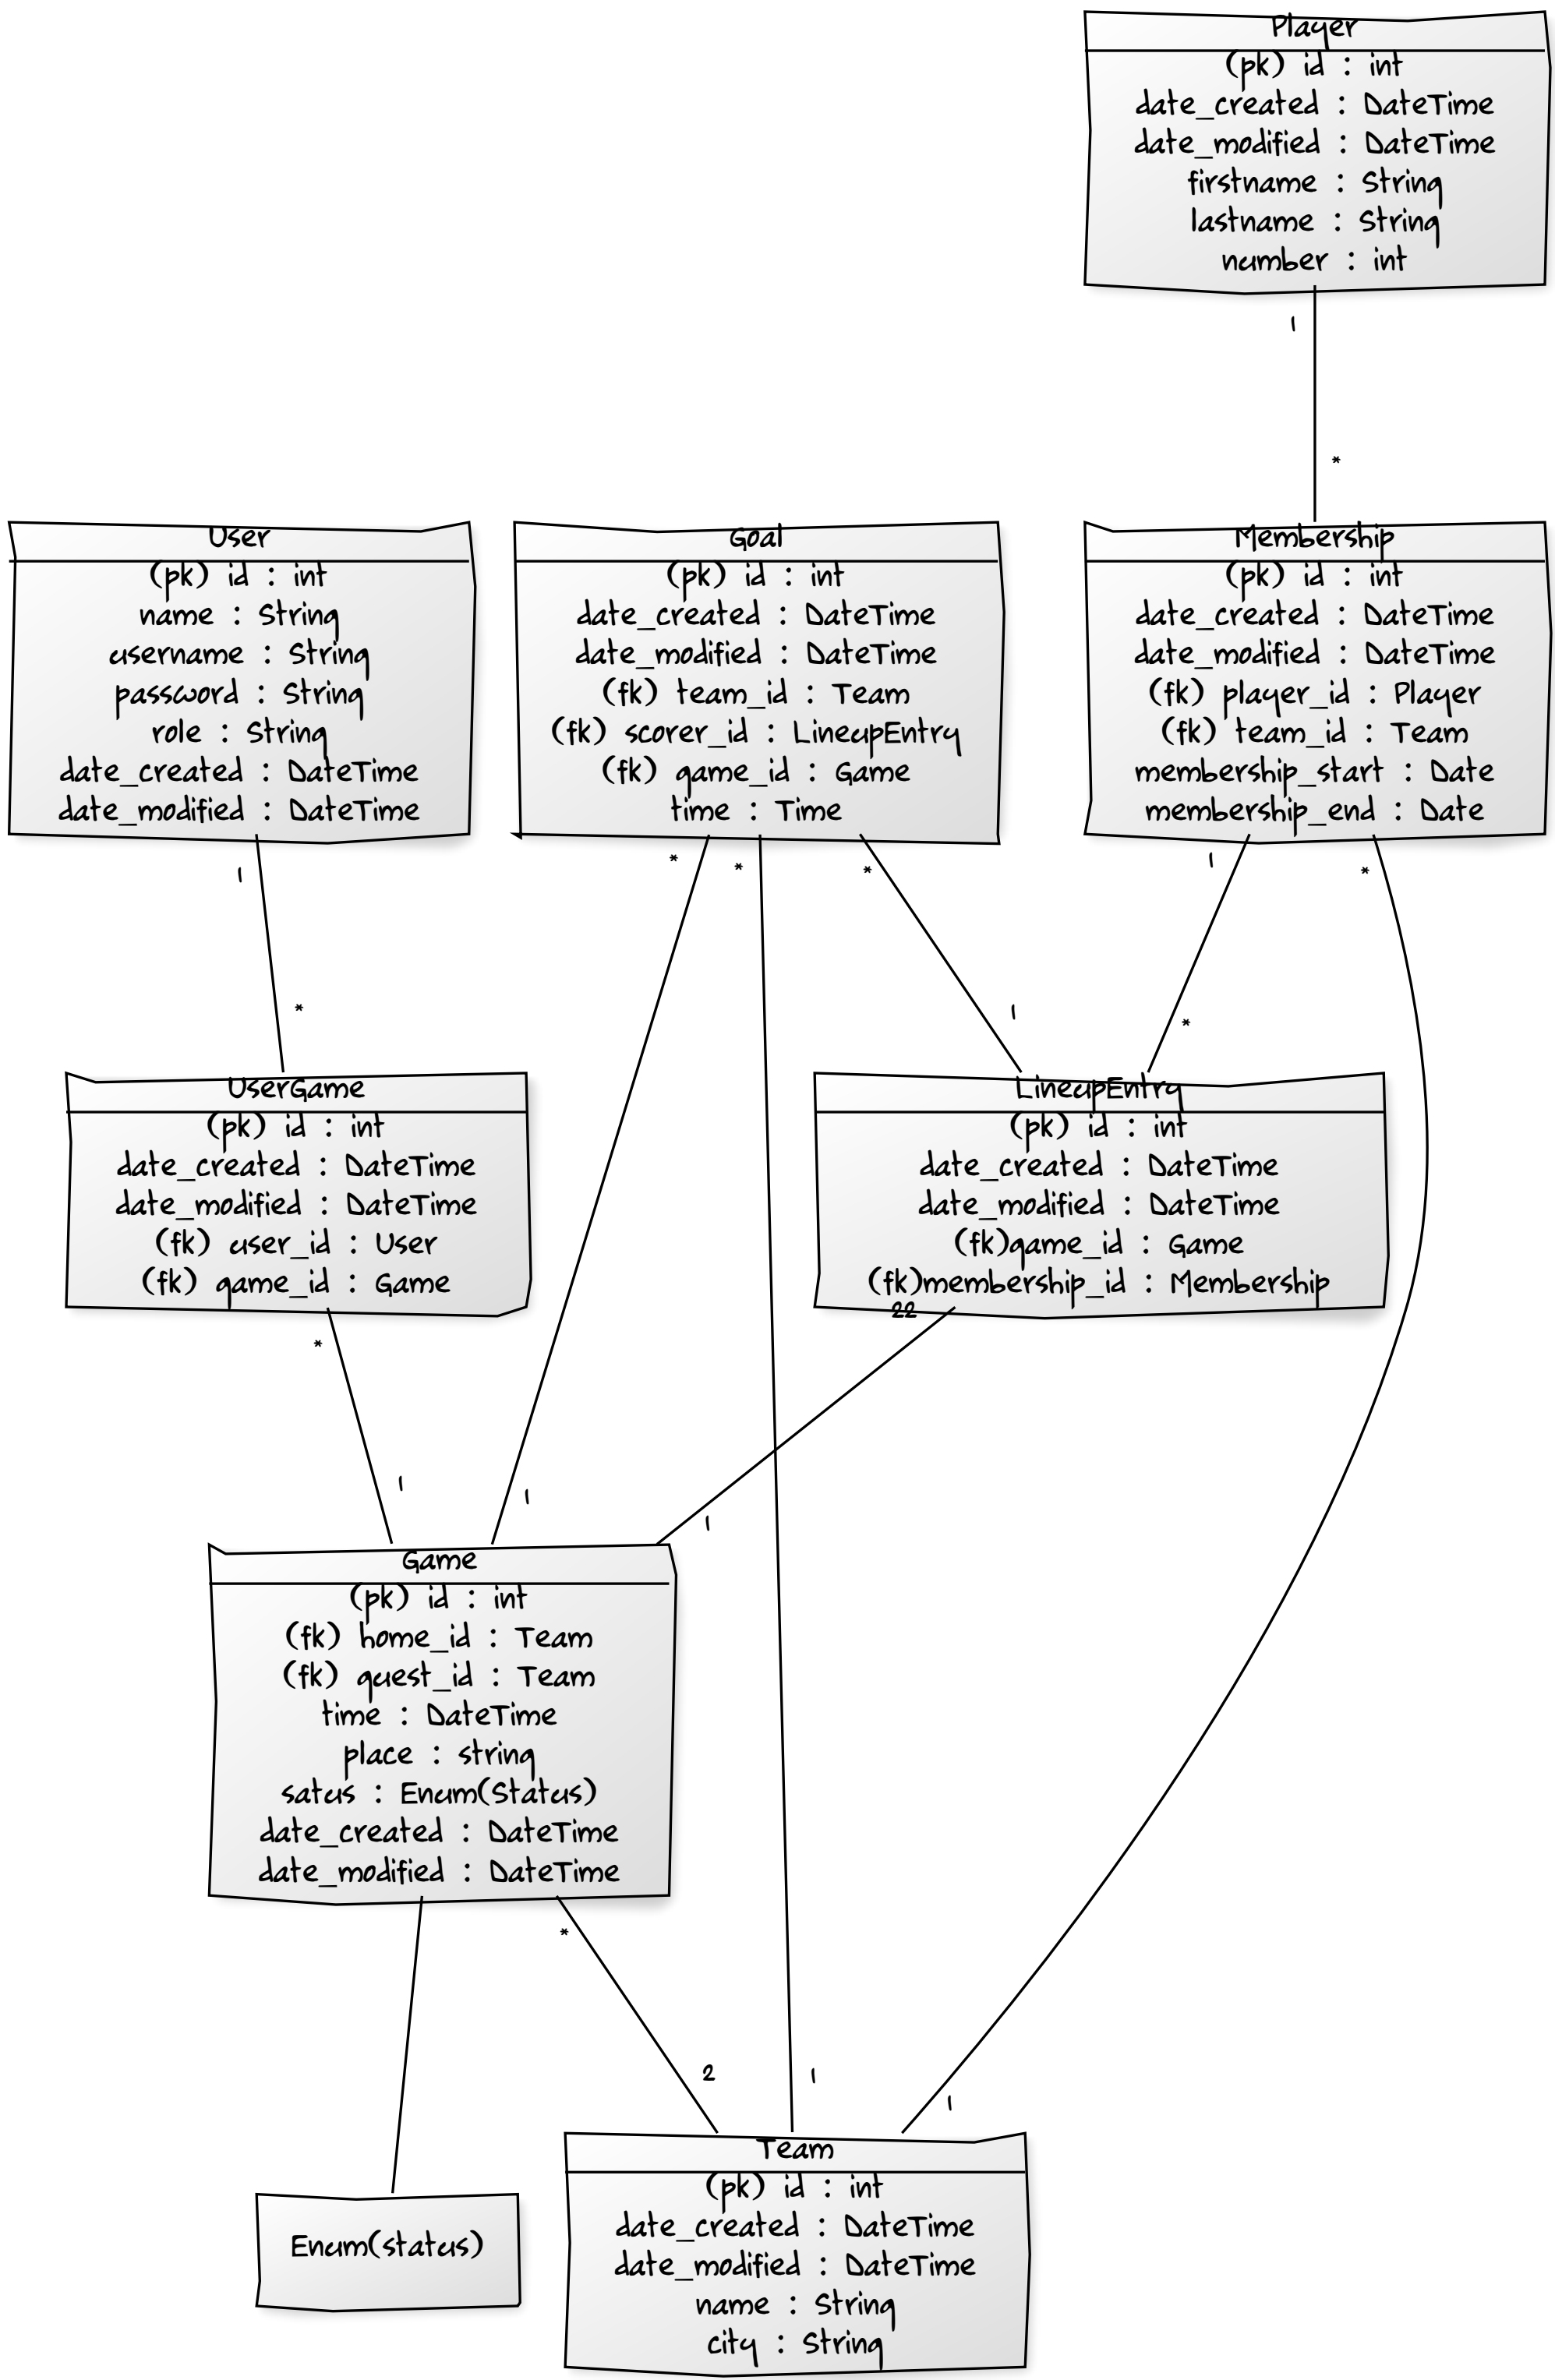 Player
(pk) id : int
date_created : DateTime
date_modified : DateTime
firstname : String
lastname : String
number : int
1
*
User
(pk) id : int
name : String
username : String
password : String
role : String
date_created : DateTime
date_modified : DateTime
Goal
(pk) id : int
date_created : DateTime
date_modified : DateTime
(fk) team_id : Team
(fk) scorer_id : LineupEntry
(fk) game_id : Game
time : Time
Membership
(pk) id : int
date_created : DateTime
date_modified : DateTime
(fk) player_id : Player
(fk) team_id : Team
membership_start : Date
membership_end : Date
1
*
*
*
1
*
*
1
*
UserGame
(pk) id : int
date_created : DateTime
date_modified : DateTime
(fk) user_id : User
(fk) game_id : Game
LineupEntry
(pk) id : int
date_created : DateTime
date_modified : DateTime
(fk)game_id : Game
(fk)membership_id : Membership
22
*
1
1
1
Game
(pk) id : int
(fk) home_id : Team
(fk) guest_id : Team
time : DateTime
place : string
satus : Enum(Status)
date_created : DateTime
date_modified : DateTime
*
2
1
1
Enum(status)
Team
(pk) id : int
date_created : DateTime
date_modified : DateTime
name : String
city : String